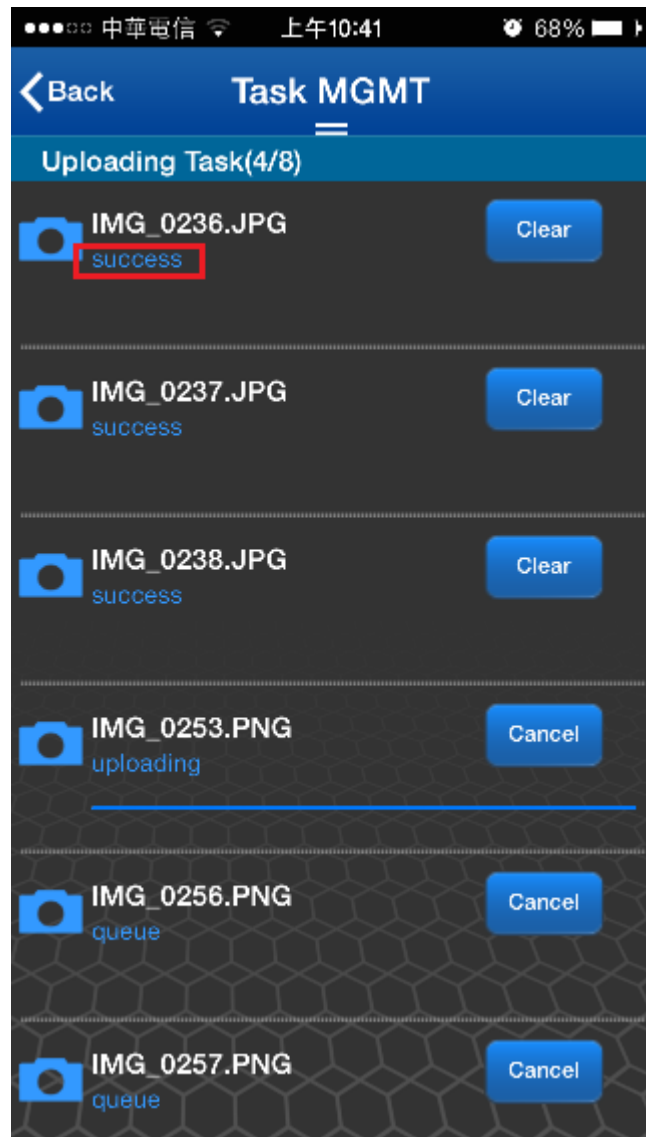 中華電信 上午10:41 68%
Back Task MGMT
Uploading Task(4/8)
IMG_0236.JPG Clear
success
IMG_0237.JPG Clear
success
IMG_0238.JPG Clear
success
IMG_0253.PNG Cancel
uploading
IMG_0256.PNG Cancel
queue
IMG_0257.PNG Cancel
queue